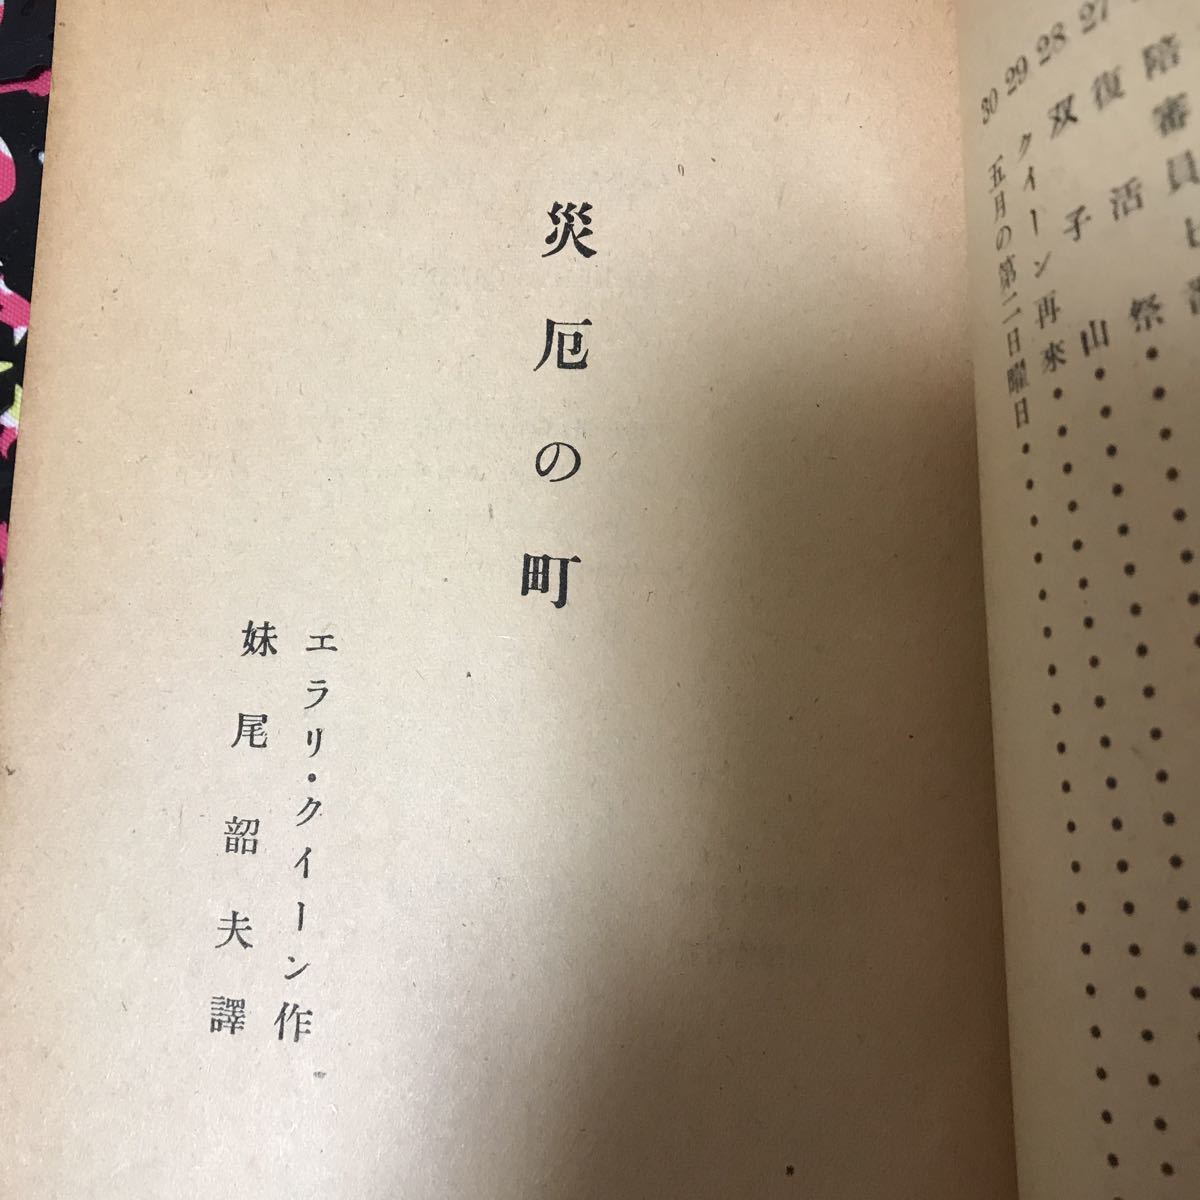 陪審員
27 復活祭
28 双子山
29 クイーン再來
30 五月の第二日曜日
災厄の町
エラリ・クイーン作
妹尾韶夫譯